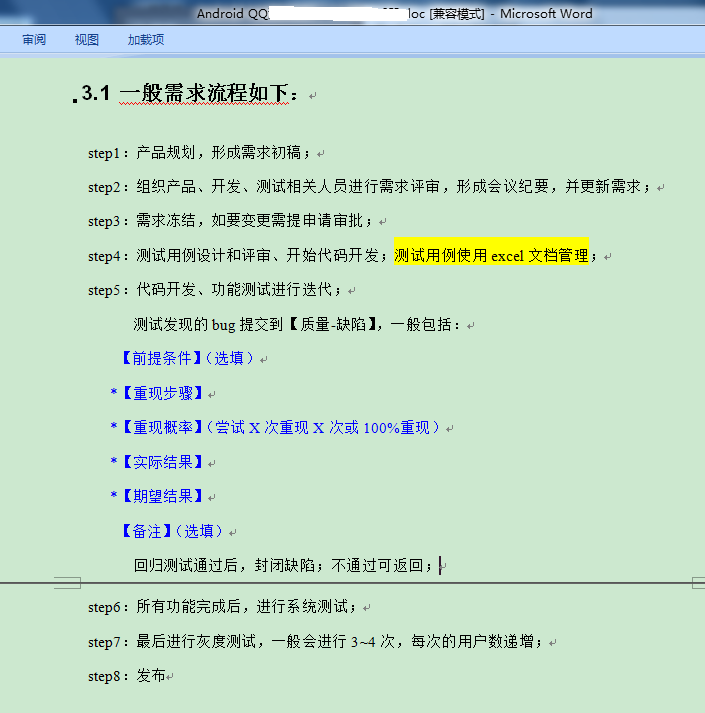 Android QQ
doc [兼容模式] - Microsoft Word
审阅 视图 加载项
3.1 一般需求流程如下：
step1：产品规划，形成需求初稿；
step2：组织产品、开发、测试相关人员进行需求评审，形成会议纪要，并更新需求；
step3：需求冻结，如要变更需提申请审批；
step4：测试用例设计和评审、开始代码开发；测试用例使用 excel 文档管理；
step5：代码开发、功能测试进行迭代；
测试发现的 bug 提交到【质量-缺陷】，一般包括：
【前提条件】（选填）
*【重现步骤】
*【重现概率】（尝试 X 次重现 X 次或 100%重现）
*【实际结果】
*【期望结果】
【备注】（选填）
回归测试通过后，封闭缺陷；不通过可返回；
step6：所有功能完成后，进行系统测试；
step7：最后进行灰度测试，一般会进行 3~4 次，每次的用户数递增；
step8：发布